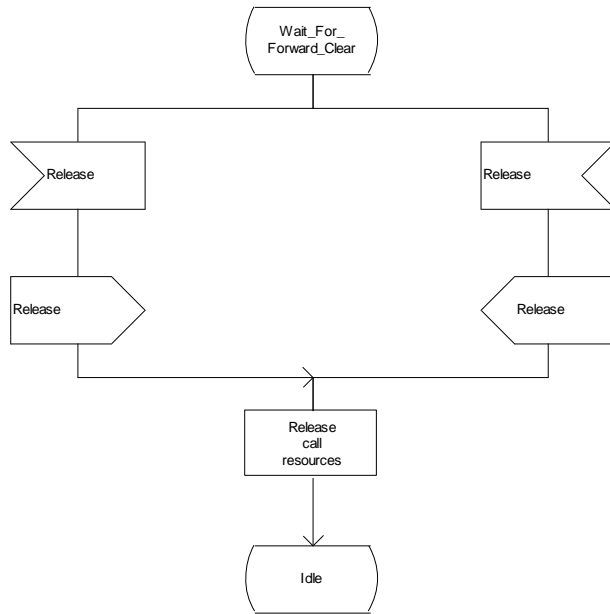 Wait_For_
Forward_Clear
Release
Release
Release
Release
Release
call
resources
Idle